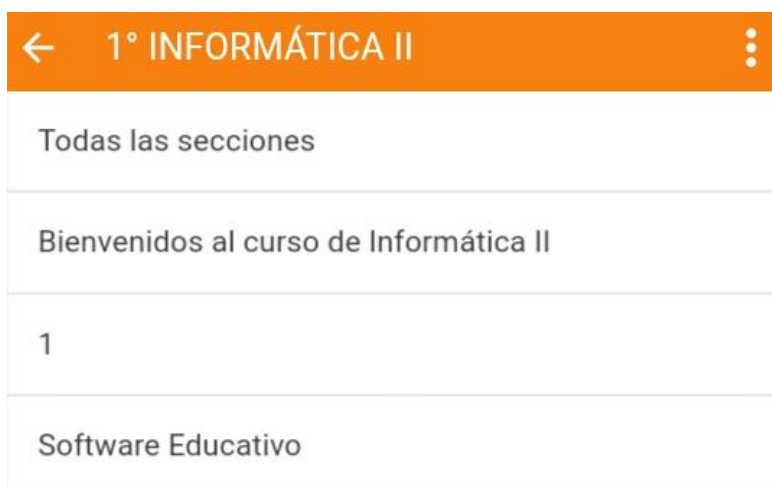 1° INFORMÁTICA II
Todas las secciones
Bienvenidos al curso de Informática II
1
Software Educativo